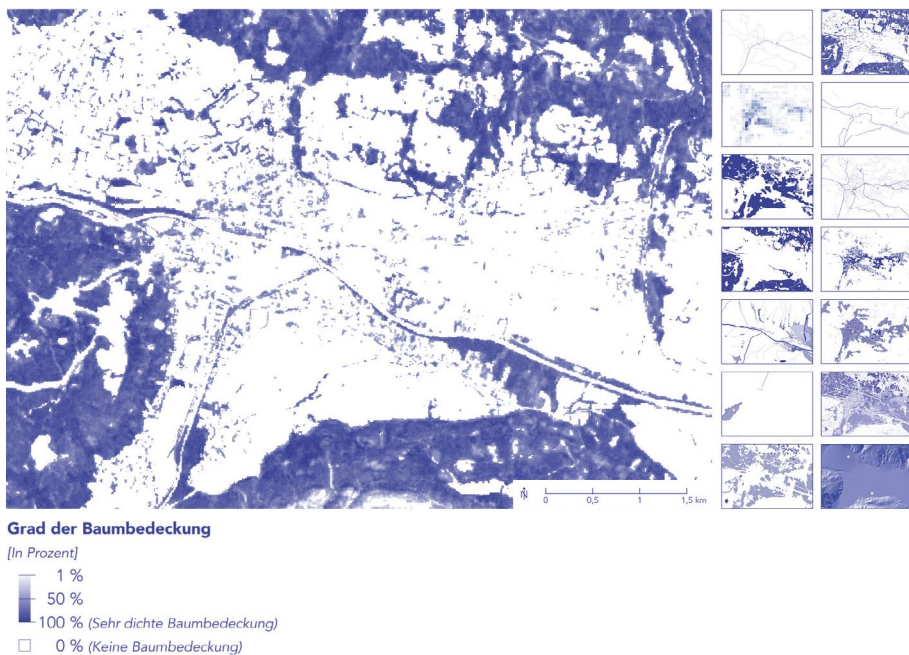 N
0 0,5 1 1,5 km
Grad der Baumbedeckung
[In Prozent]
1 %
50 %
100 % (Sehr dichte Baumbedeckung)
0 % (Keine Baumbedeckung)